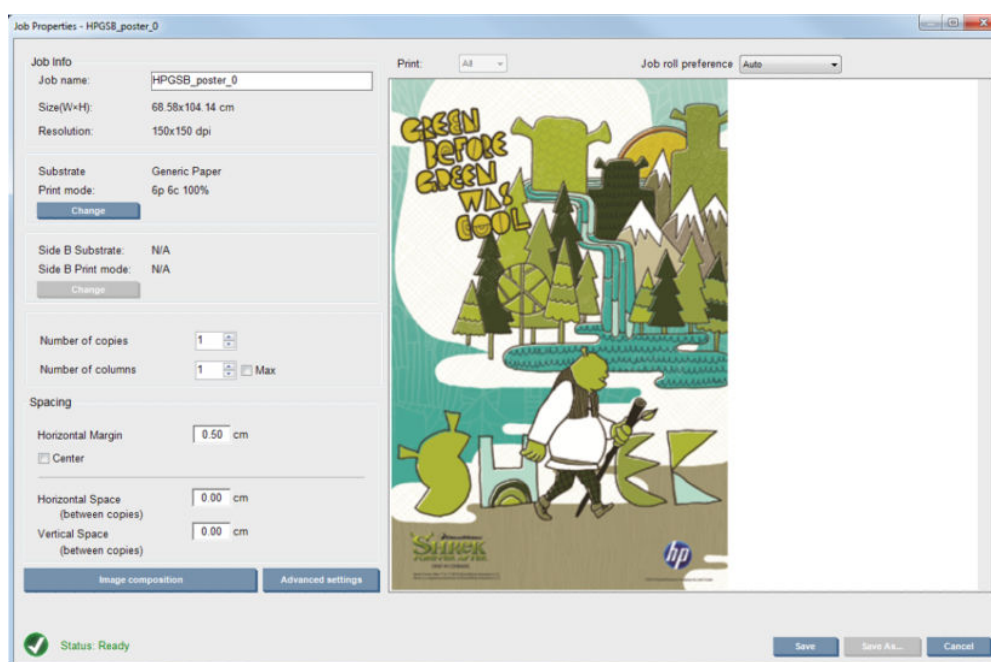 Job Properties - HPGSB_poster_0
Job Info
Job name: HPGSB_poster_0
Size(W×H): 68.58x104.14 cm
Resolution: 150x150 dpi
Substrate Generic Paper
Print mode: 6p 6c 100%
Change
Side B Substrate: N/A
Side B Print mode: N/A
Change
Number of copies 1
Number of columns 1 Max
Spacing
Horizontal Margin 0.50 cm
Center
Horizontal Space 0.00 cm
(between copies)
Vertical Space 0.00 cm
(between copies)
Image composition Advanced settings
Status: Ready
Print: All Job roll preference Auto
GREEN
BEFORE
GREEN
WAS
COOL
SHREK
SHREK
hp
Save Save As... Cancel